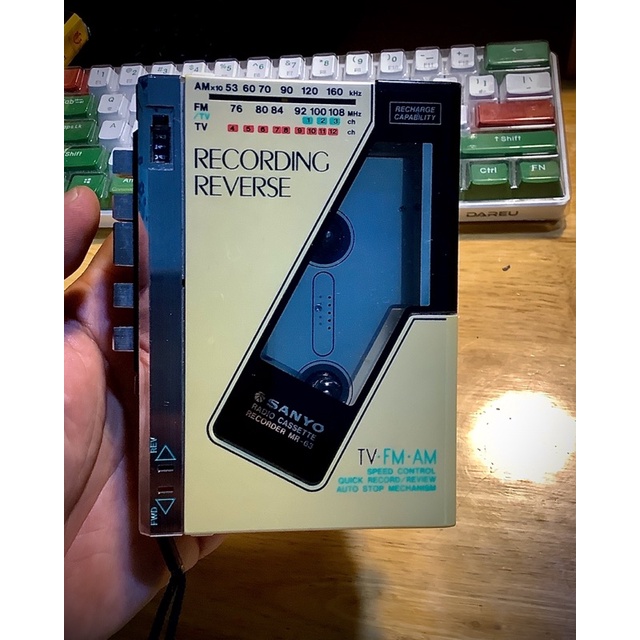 AM x10 53 60 70 90 120 160 kHz
FM 76 80 84 92 100 108 MHz
/TV 1 2 3 ch
TV 4 5 6 7 8 9 10 11 12 ch
RECHARGE
CAPABILITY
RECORDING
REVERSE
SANYO
RADIO CASSETTE
RECORDER MR-63
TV·FM·AM
SPEED CONTROL
QUICK RECORD/REVIEW
AUTO STOP MECHANISM
REV
FWD
Shift
Ctrl
FN
DAREU